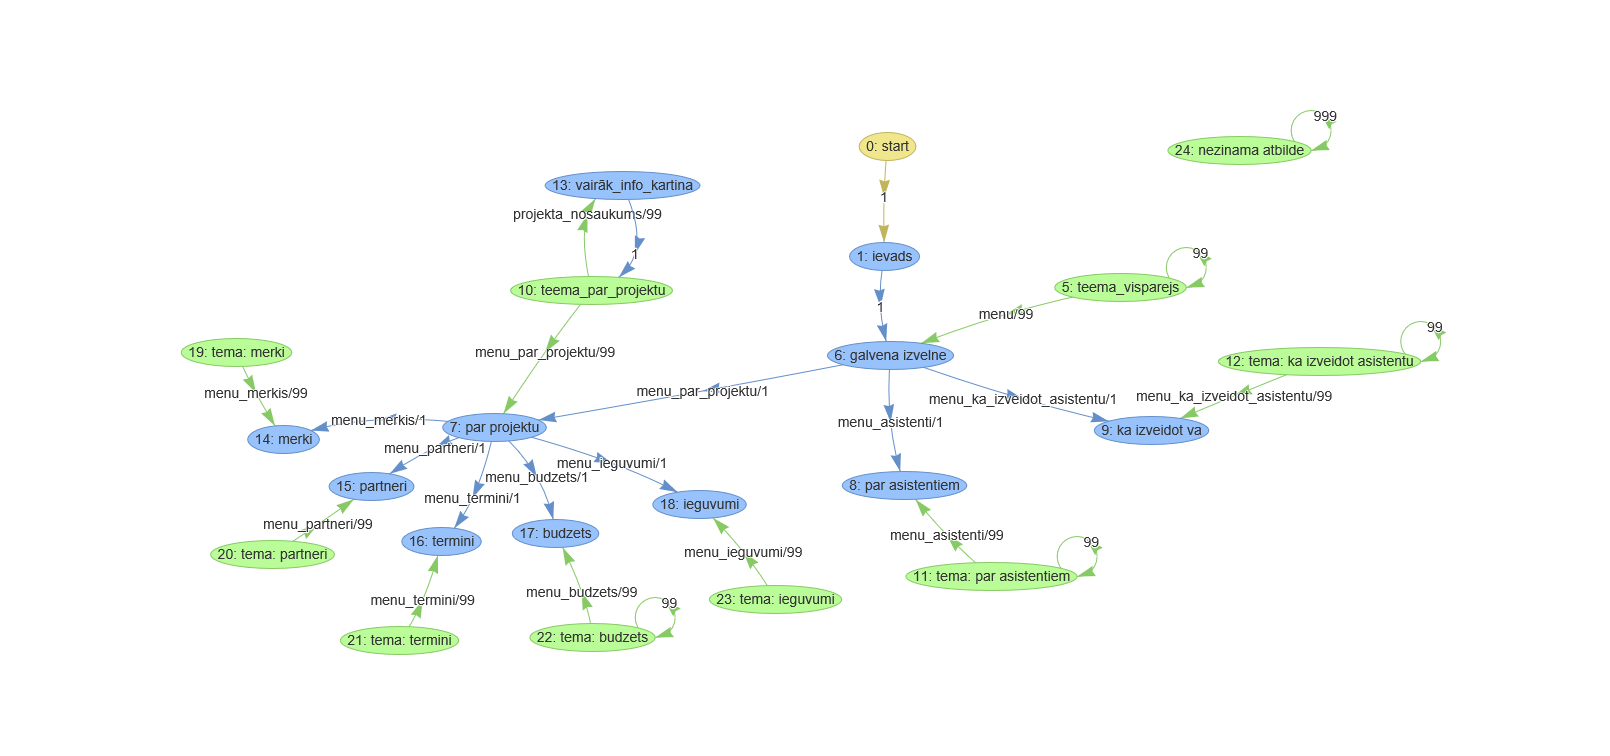 999
0: start
24: nezinama atbilde
13: vairāk_info_kartina
1
projekta_nosaukums/99
1
1: ievads
99
10: teema_par_projektu
5: teema_visparejs
1
menu/99
99
19: tema: merki
menu_par_projektu/99
6: galvena izvelne
12: tema: ka izveidot asistentu
menu_merkis/99
menu_par_projektu/1
menu_ka_izveidot_asistentu/1
menu_ka_izveidot_asistentu/99
menu_merkis/1
7: par projektu
menu_asistenti/1
9: ka izveidot va
14: merki
menu_partneri/1
menu_ieguvumi/1
menu_budzets/1
15: partneri
8: par asistentiem
menu_termini/1
18: ieguvumi
menu_partneri/99
17: budzets
menu_asistenti/99
16: termini
99
20: tema: partneri
menu_ieguvumi/99
11: tema: par asistentiem
menu_termini/99
menu_budzets/99
99
23: tema: ieguvumi
21: tema: termini
22: tema: budzets